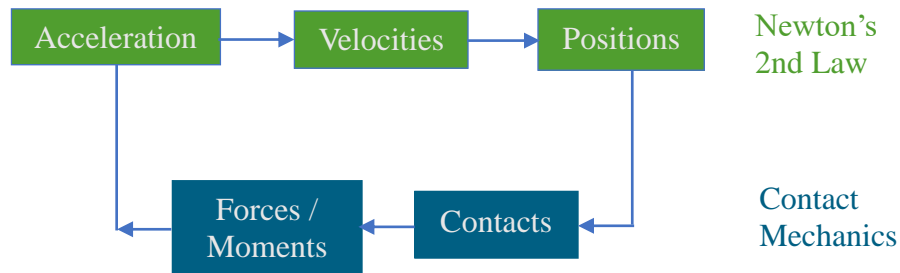 Acceleration
Velocities
Positions
Newton's
2nd Law
Forces /
Moments
Contacts
Contact
Mechanics